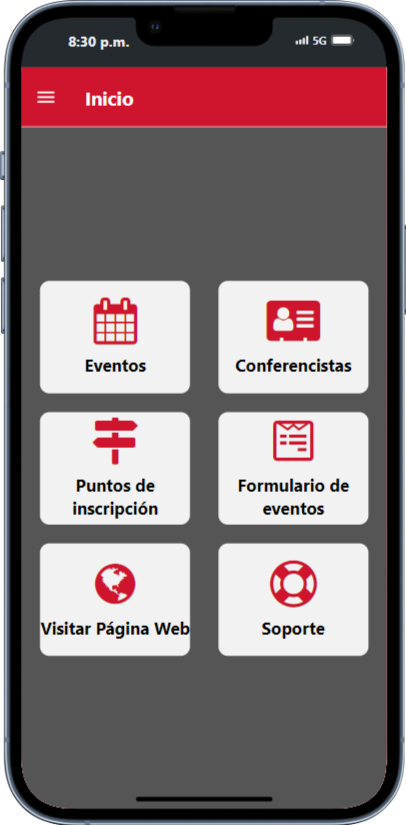 8:30 p.m. 5G
Inicio
Eventos
Conferencistas
Puntos de
inscripción
Formulario de
eventos
Visitar Página Web
Soporte